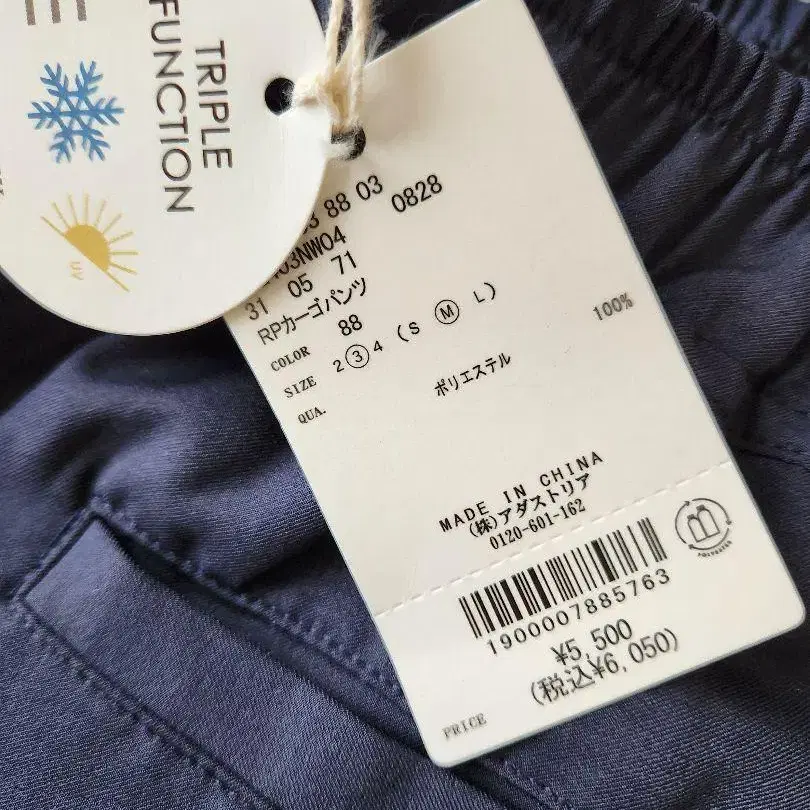 TRIPLE
FUNCTION
UV
88 03
0828
03NW04
31 05 71
RPカーゴパンツ
COLOR 88
SIZE 2 3 4 (S M L)
QUA. ポリエステル 100%
MADE IN CHINA
(株)アダストリア
0120-601-162
1900007885763
¥5,500
PRICE (税込¥6,050)